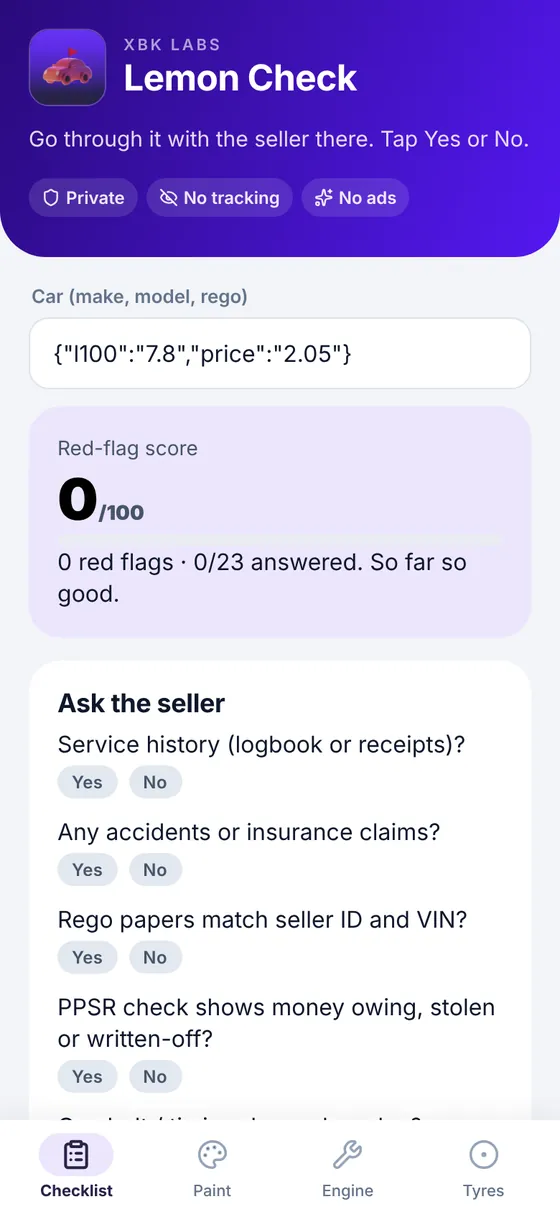 XBK LABS
Lemon Check
Go through it with the seller there. Tap Yes or No.
Private
No tracking
No ads
Car (make, model, rego)
{"l100":"7.8","price":"2.05"}
Red-flag score
0/100
0 red flags · 0/23 answered. So far so
good.
Ask the seller
Service history (logbook or receipts)?
Yes
No
Any accidents or insurance claims?
Yes
No
Rego papers match seller ID and VIN?
Yes
No
PPSR check shows money owing, stolen
or written-off?
Yes
No
Checklist
Paint
Engine
Tyres